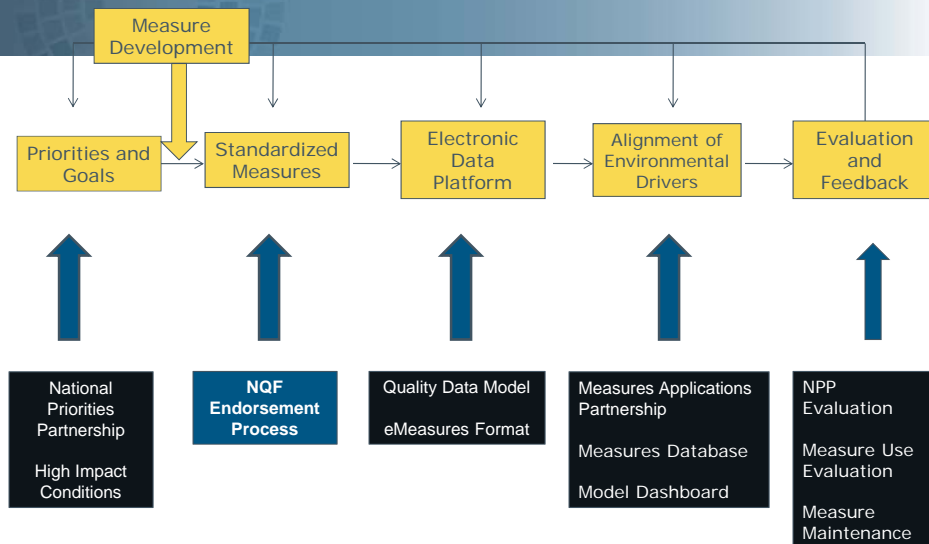 Measure
Development
Priorities and
Goals
Standardized
Measures
Electronic
Data
Platform
Alignment of
Environmental
Drivers
Evaluation
and
Feedback
National
Priorities
Partnership
High Impact
Conditions
NQF
Endorsement
Process
Quality Data Model
eMeasures Format
Measures Applications
Partnership
Measures Database
Model Dashboard
NPP
Evaluation
Measure Use
Evaluation
Measure
Maintenance